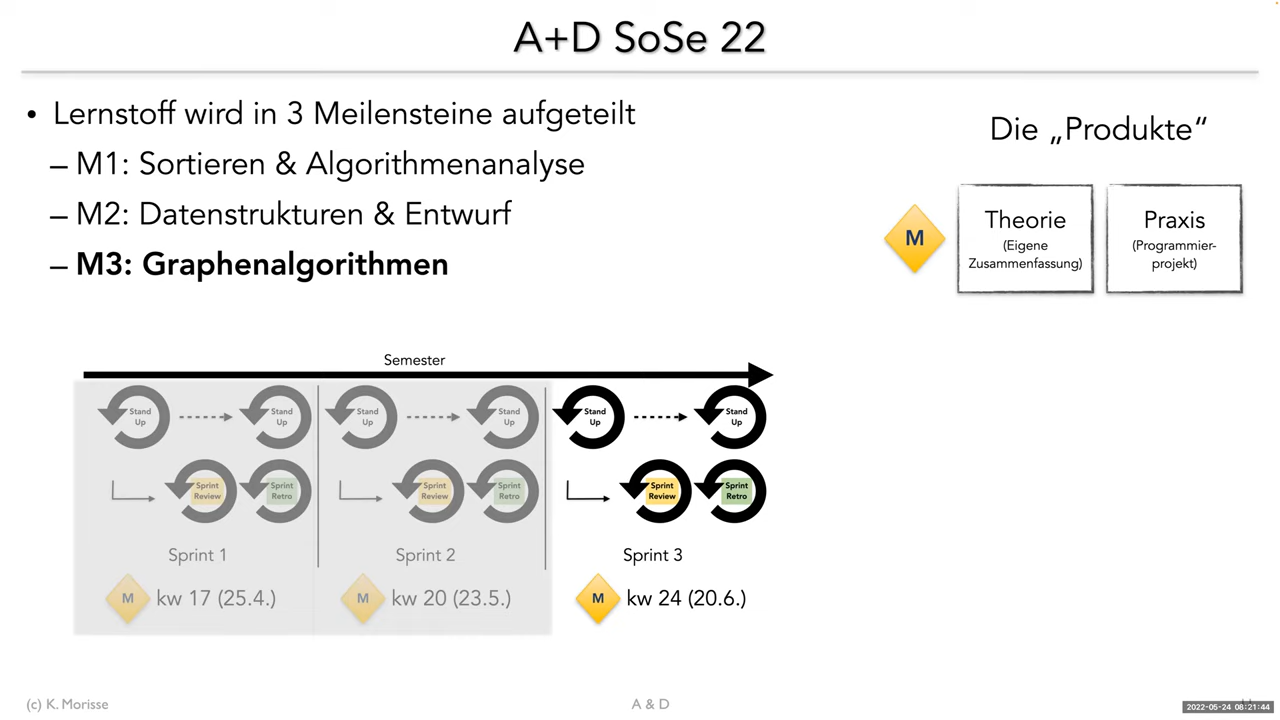 A+D SoSe 22
• Lernstoff wird in 3 Meilensteine aufgeteilt
– M1: Sortieren & Algorithmenanalyse
– M2: Datenstrukturen & Entwurf
– M3: Graphenalgorithmen
Die „Produkte“
M
Theorie
(Eigene
Zusammenfassung)
Praxis
(Programmier-
projekt)
Semester
Stand
Up
Stand
Up
Stand
Up
Stand
Up
Stand
Up
Stand
Up
Sprint
Review
Sprint
Retro
Sprint
Review
Sprint
Retro
Sprint
Review
Sprint
Retro
Sprint 1
Sprint 2
Sprint 3
M kw 17 (25.4.)
M kw 20 (23.5.)
M kw 24 (20.6.)
(c) K. Morisse
A & D
2022-05-24 08:21:44